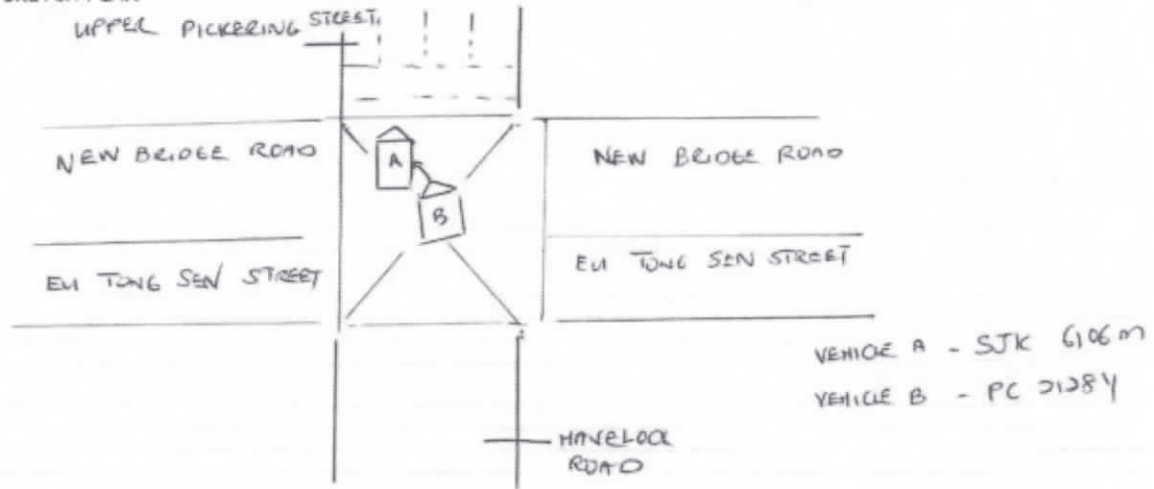 UPPER PICKERING STREET
NEW BRIDGE ROAD
NEW BRIDGE ROAD
A
B
EU TONG SEN STREET
EU TONG SEN STREET
VEHICLE A - SJK 6106 M
VEHICLE B - PC 2128Y
HAVELOCK
ROAD